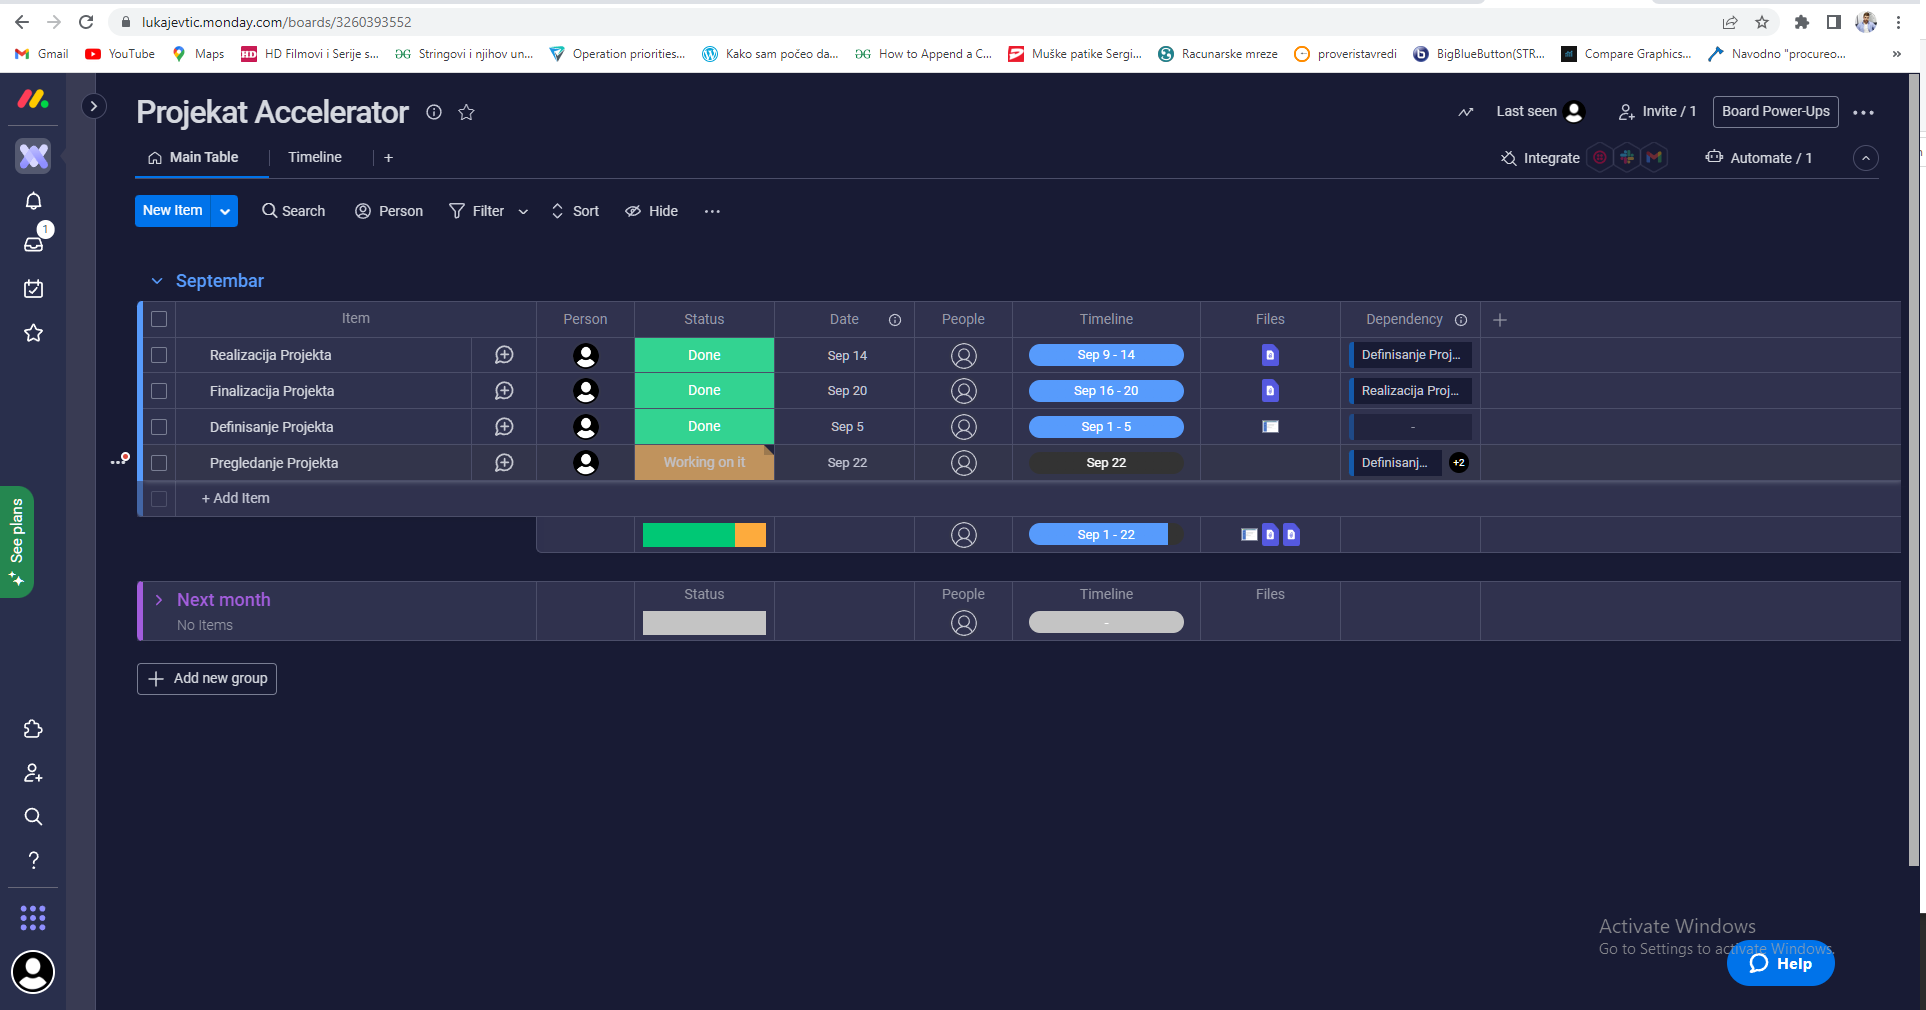 lukajevtic.monday.com/boards/3260393552
Gmail YouTube Maps HD HD Filmovi i Serije s... Stringovi i njihov un... Operation priorities... Kako sam počeo da... How to Append a C... Muške patike Sergi... Racunarske mreze proveristavredi BigBlueButton(STR... Compare Graphics... Navodno "procureo... »
Projekat Accelerator
Last seen Invite / 1 Board Power-Ups
Main Table Timeline +
Integrate Automate / 1
New Item Search Person Filter Sort Hide
1
Septembar
Item Person Status Date People Timeline Files Dependency
Realizacija Projekta Done Sep 14 Sep 9 - 14 Definisanje Proj...
Finalizacija Projekta Done Sep 20 Sep 16 - 20 Realizacija Proj...
Definisanje Projekta Done Sep 5 Sep 1 - 5 -
Pregledanje Projekta Working on it Sep 22 Sep 22 Definisanj... +2
+ Add Item
Sep 1 - 22
See plans
Next month Status People Timeline Files
No Items -
Add new group
Activate Windows
Go to Settings to activate Windows.
Help